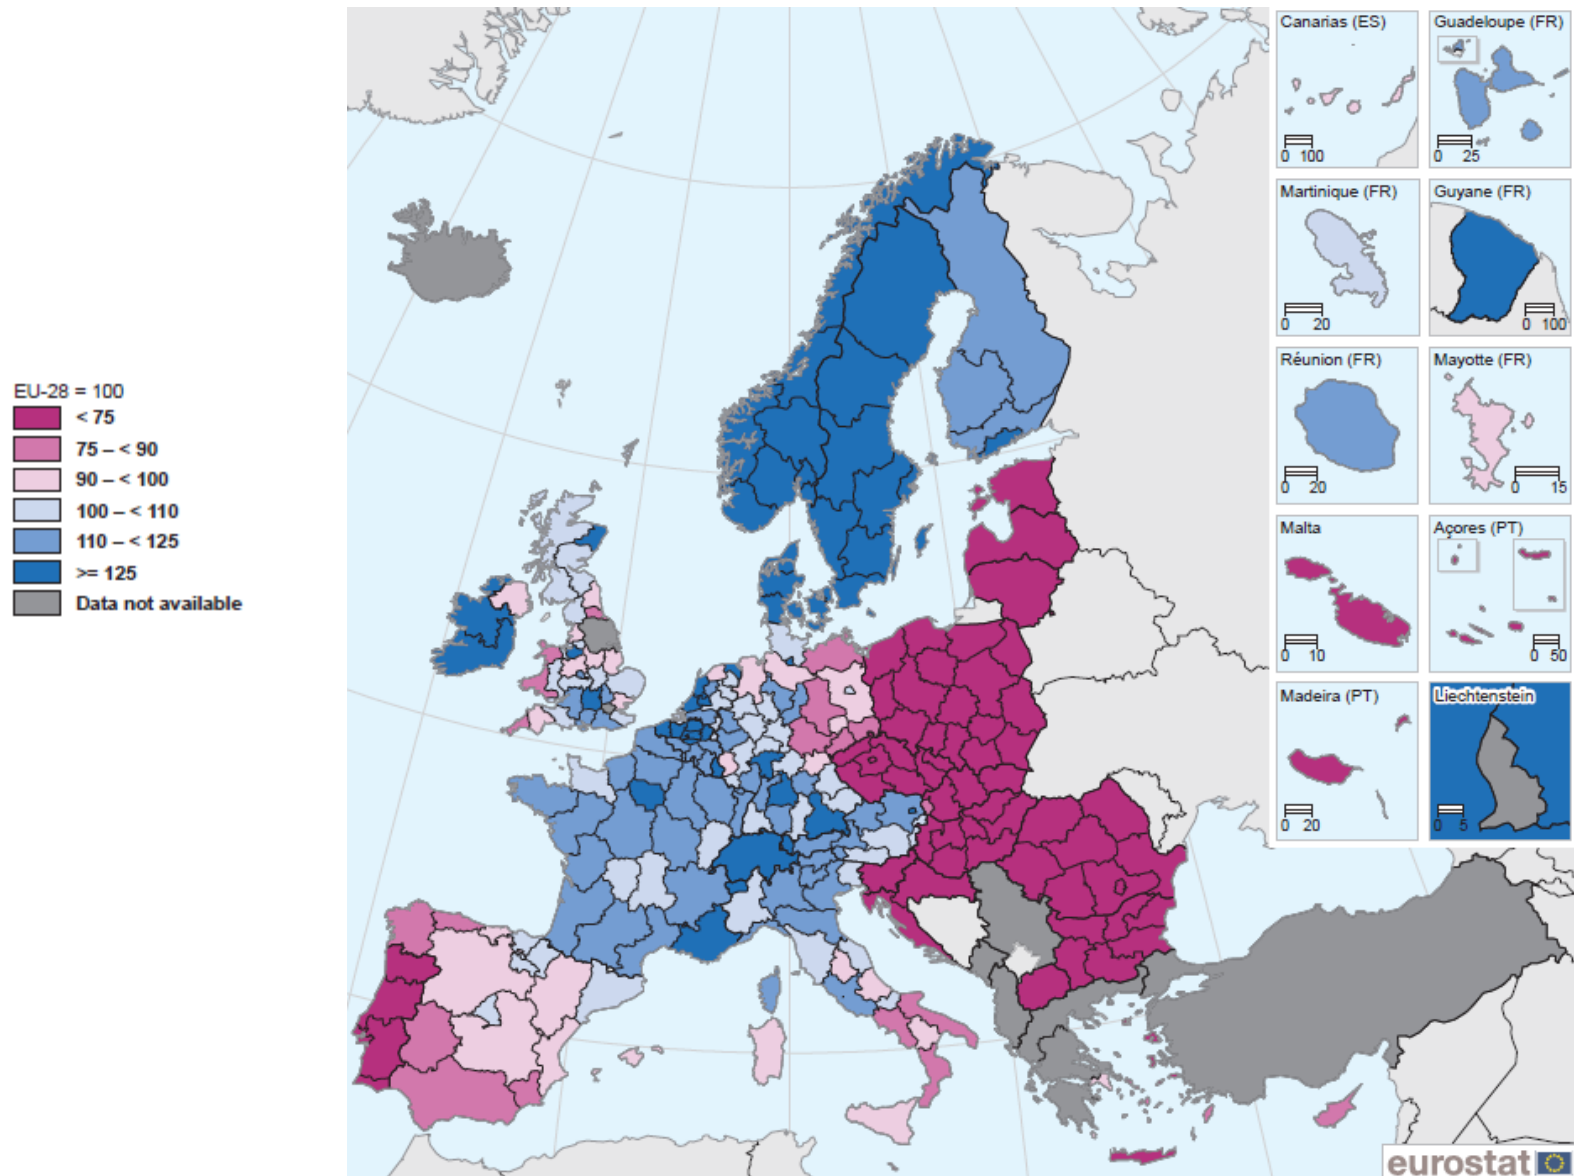 EU-28 = 100
< 75
75 – < 90
90 – < 100
100 – < 110
110 – < 125
>= 125
Data not available
Canarias (ES)
0 100
Guadeloupe (FR)
0 25
Martinique (FR)
0 20
Guyane (FR)
0 100
Réunion (FR)
0 20
Mayotte (FR)
0 15
Malta
0 10
Açores (PT)
0 50
Madeira (PT)
0 20
Liechtenstein
0 5
eurostat